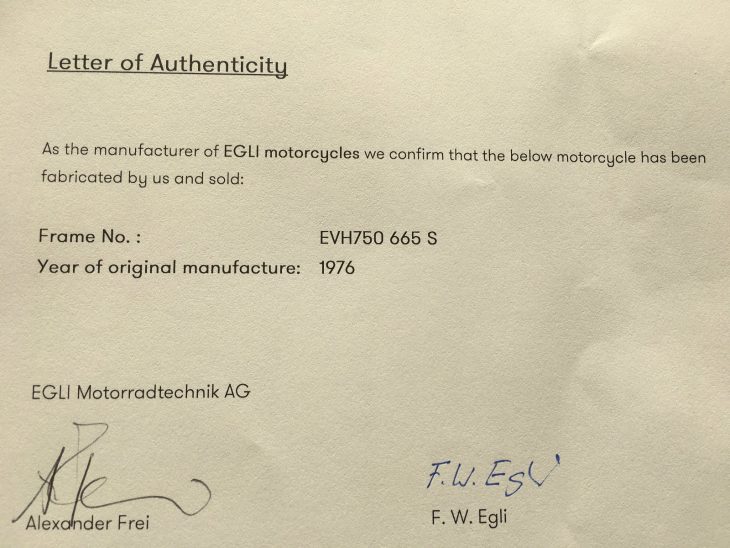 Letter of Authenticity
As the manufacturer of EGLI motorcycles we confirm that the below motorcycle has been
fabricated by us and sold:
Frame No. : EVH750 665 S
Year of original manufacture: 1976
EGLI Motorradtechnik AG
F.W. Egli
Alexander Frei F. W. Egli